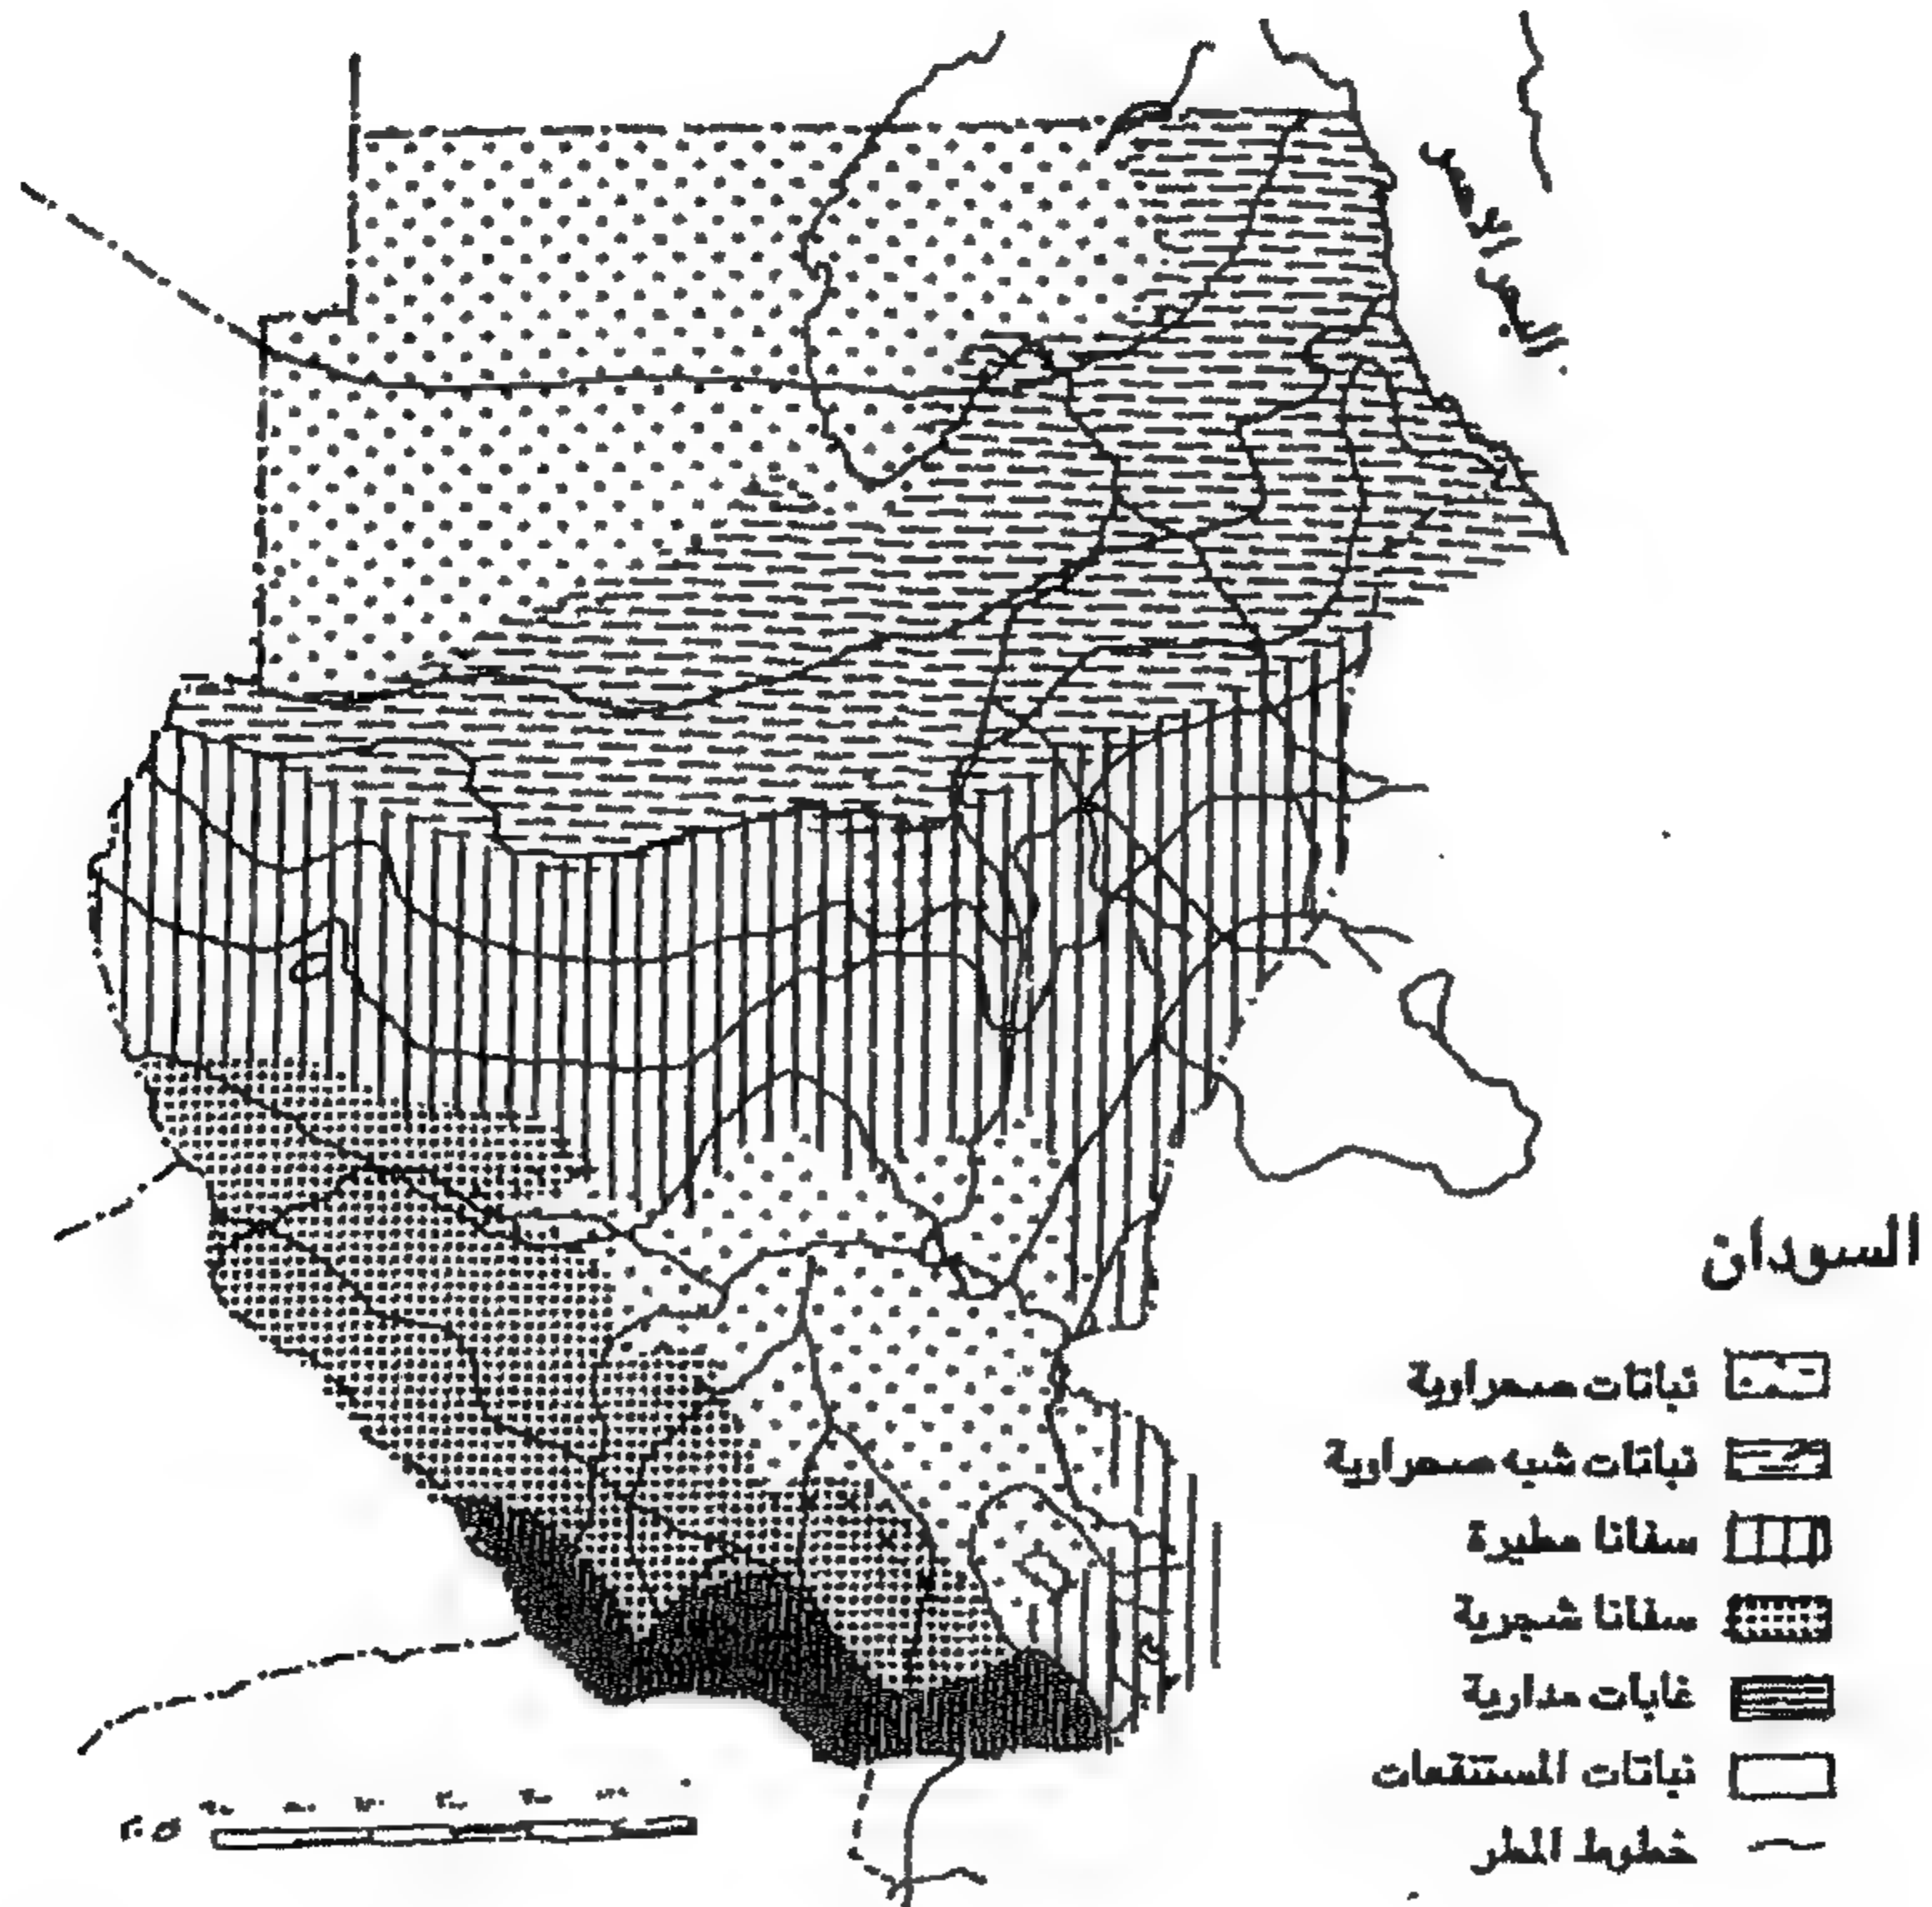 البحر الأحمر
السودان
نباتات صحراوية
نباتات شبه صحراوية
سفانا مطيرة
سفانا شجرية
غابات مدارية
نباتات المستنقعات
خطوط المطر